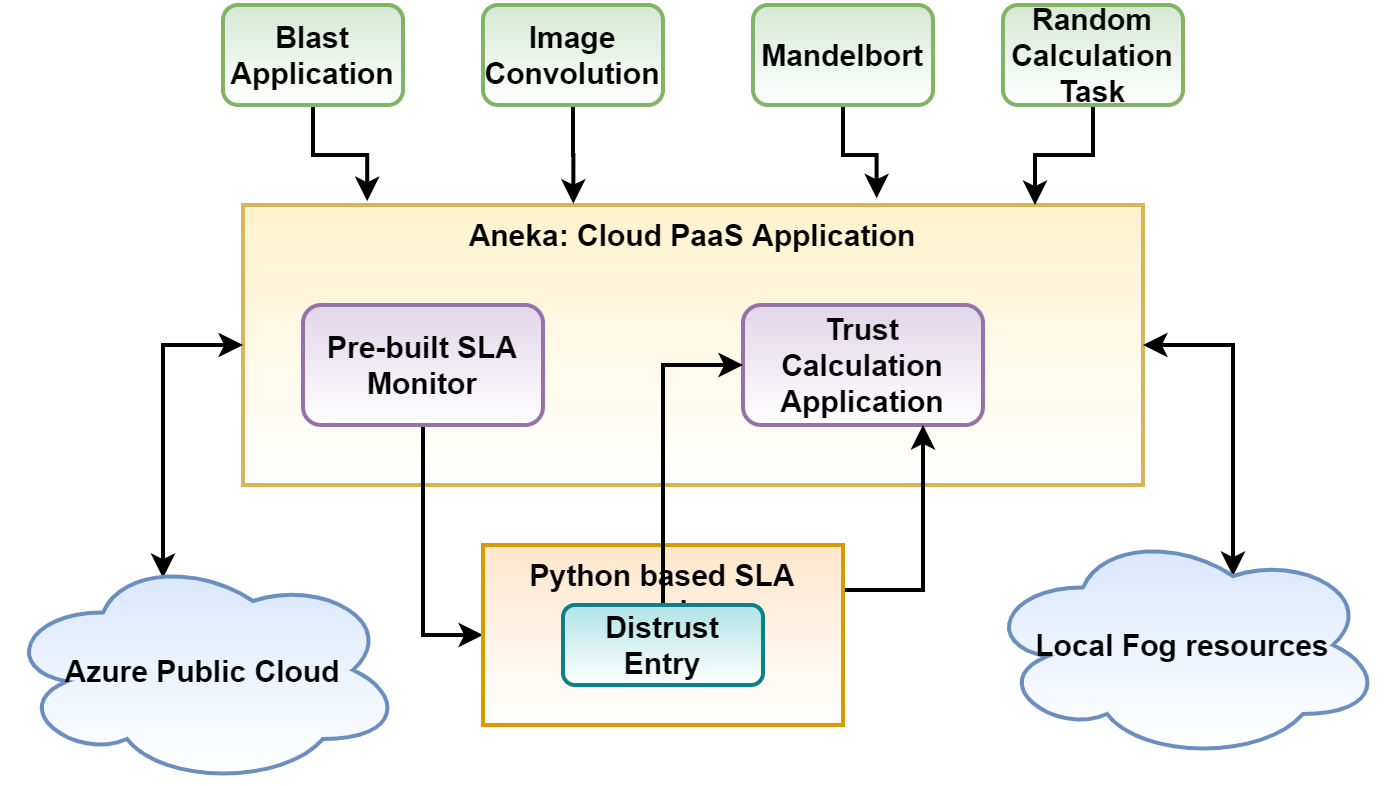 Blast
Application
Image
Convolution
Mandelbort
Random
Calculation
Task
Aneka: Cloud PaaS Application
Pre-built SLA
Monitor
Trust
Calculation
Application
Python based SLA
Distrust
Entry
Azure Public Cloud
Local Fog resources